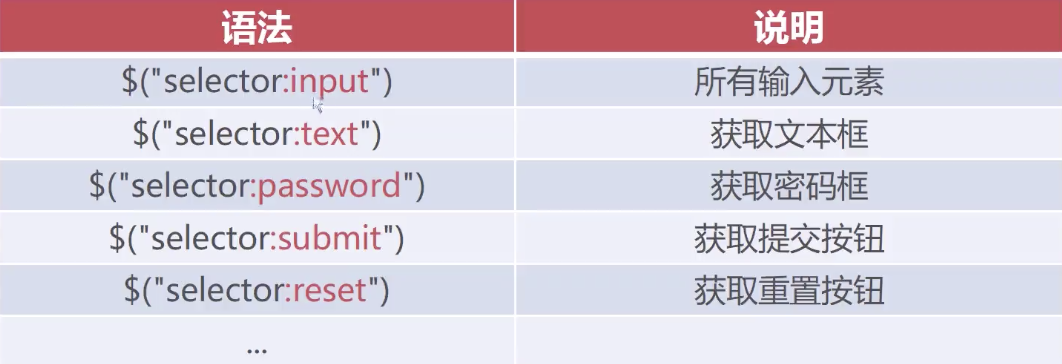 语法 说明
$("selector:input") 所有输入元素
$("selector:text") 获取文本框
$("selector:password") 获取密码框
$("selector:submit") 获取提交按钮
$("selector:reset") 获取重置按钮
...